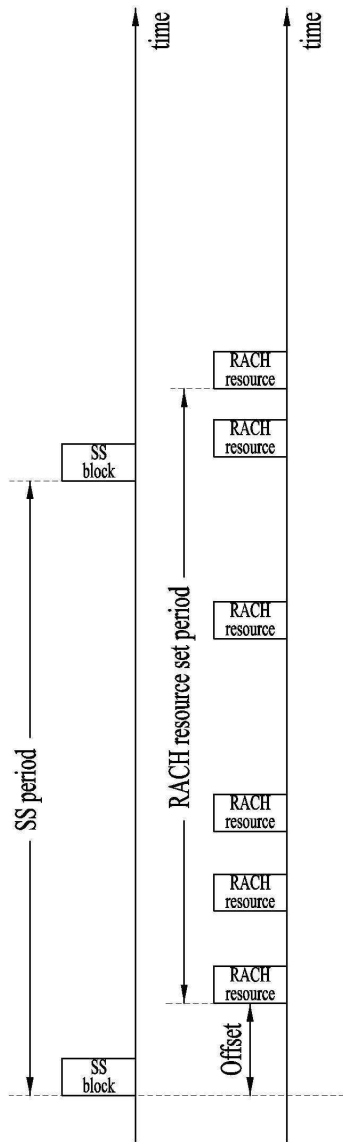 time
time
RACH
resource
SS
block
RACH
resource
RACH
resource
RACH resource set period
SS period
RACH
resource
RACH
resource
RACH
resource
Offset
SS
block